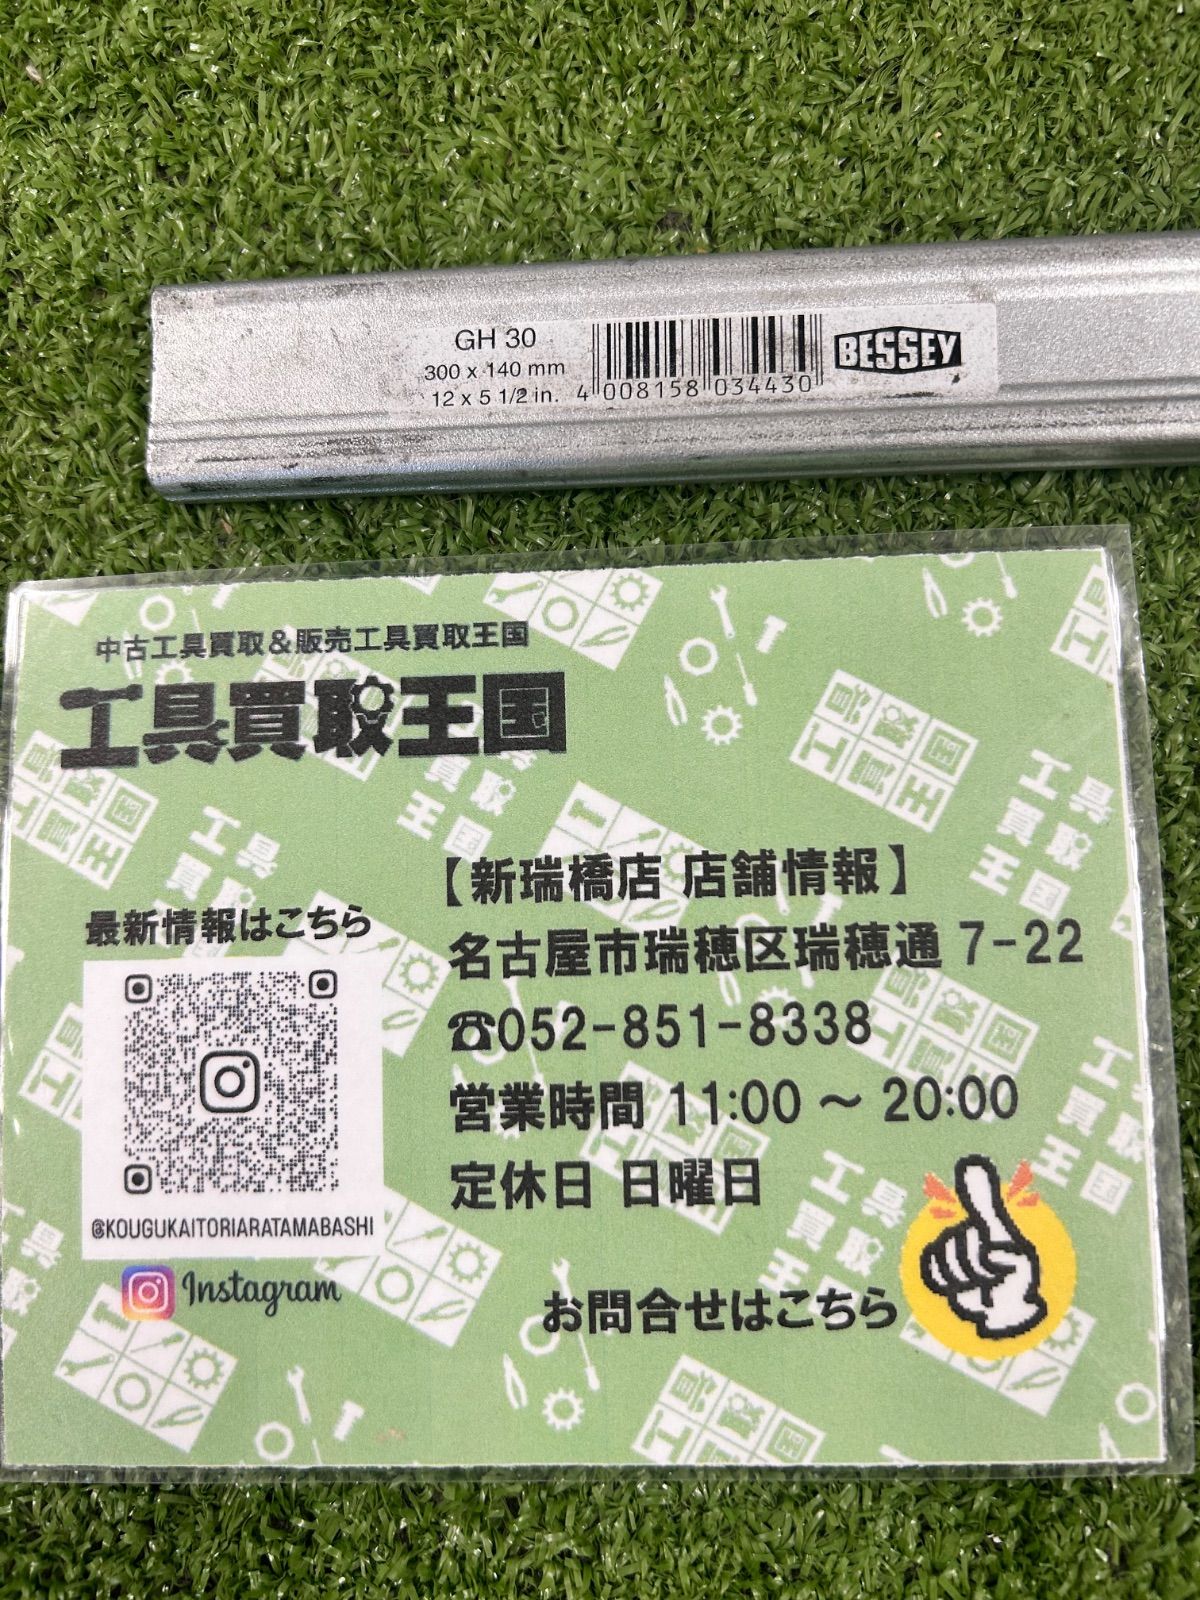 GH 30
300 x 140 mm
12 x 5 1/2 in.
4 008158 034430
BESSEY
中古工具買取&販売工具買取王国
工具買取王国
【新瑞橋店 店舗情報】
名古屋市瑞穂区瑞穂通 7-22
☎052-851-8338
営業時間 11:00 ～ 20:00
定休日 日曜日
最新情報はこちら
@KOUGUKAITORIARATAMABASHI
Instagram
お問合せはこちら